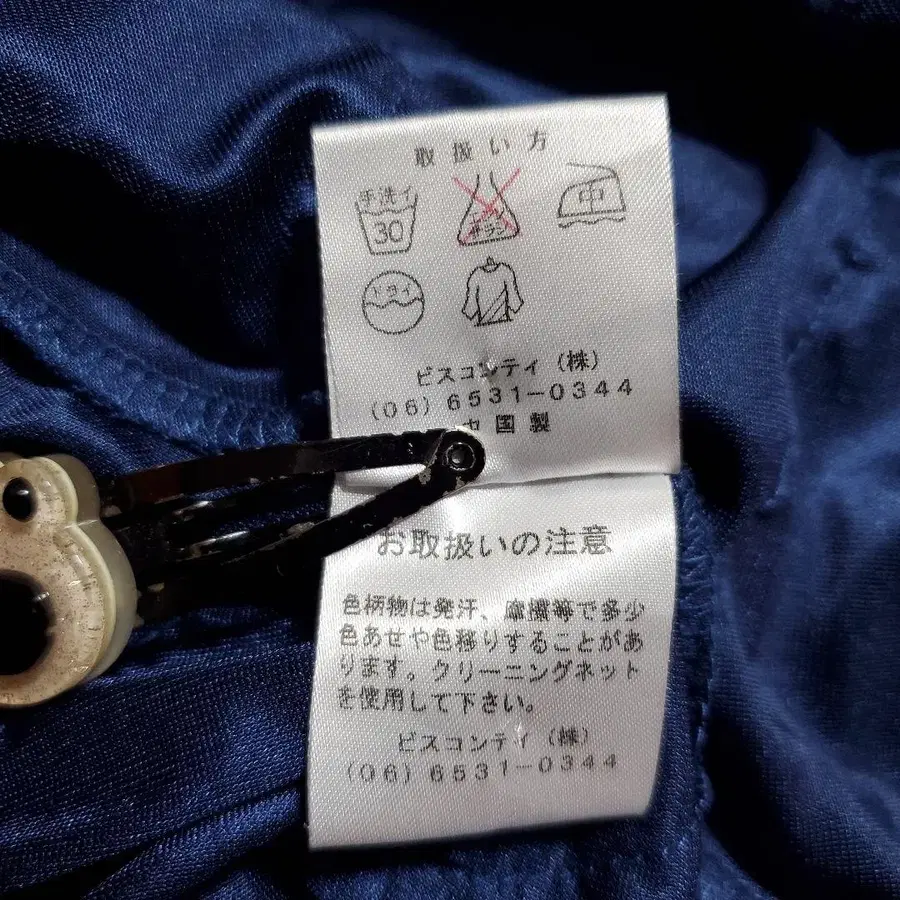 取扱い方
手洗イ
30
エンソ
サラシ
中
ドライ
ビスコンティ(株)
(06)6531-0344
中国製
お取扱いの注意
色柄物は発汗、摩擦等で多少
色あせや色移りすることがあ
ります。クリーニングネット
を使用して下さい。
ビスコンティ(株)
(06)6531-0344